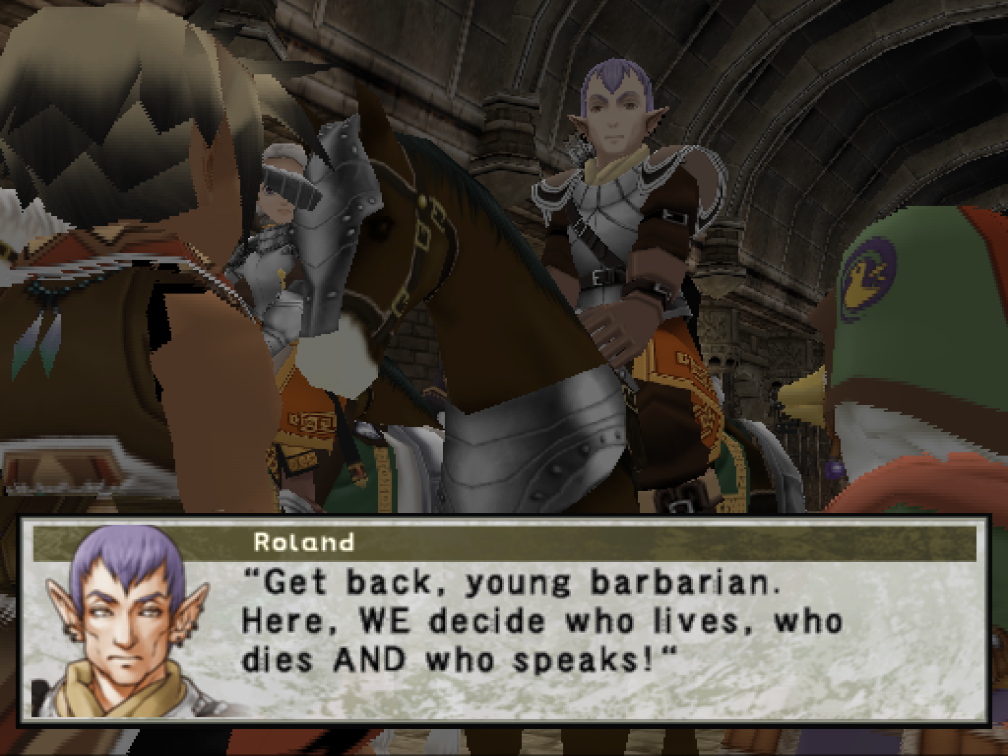 Roland
“Get back, young barbarian.
Here, WE decide who lives, who
dies AND who speaks!“